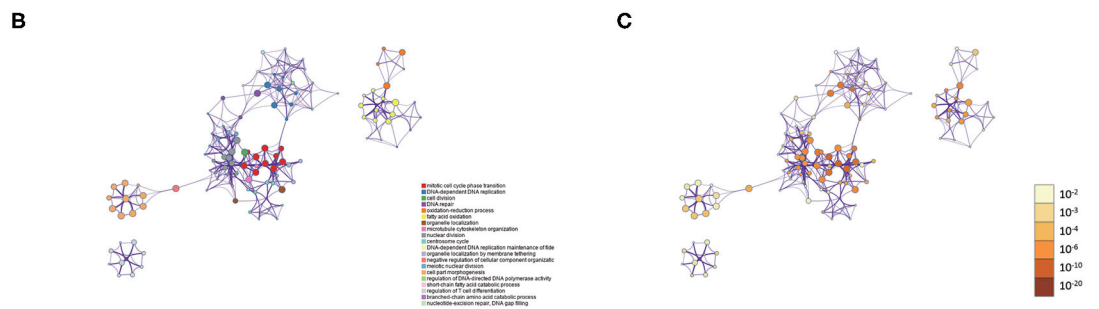 B
C
mitotic cell cycle phase transition
DNA-dependent DNA replication
cell division
DNA repair
oxidation-reduction process
fatty acid oxidation
organelle localization
microtubule cytoskeleton organization
nuclear division
centrosome cycle
DNA-dependent DNA replication maintenance of fide
organelle localization by membrane tethering
negative regulation of cellular component organizatic
meiotic nuclear division
cell part morphogenesis
regulation of DNA-directed DNA polymerase activity
short-chain fatty acid catabolic process
regulation of T cell differentiation
branched-chain amino acid catabolic process
nucleotide-excision repair, DNA gap filling
10⁻²
10⁻³
10⁻⁴
10⁻⁶
10⁻¹⁰
10⁻²⁰